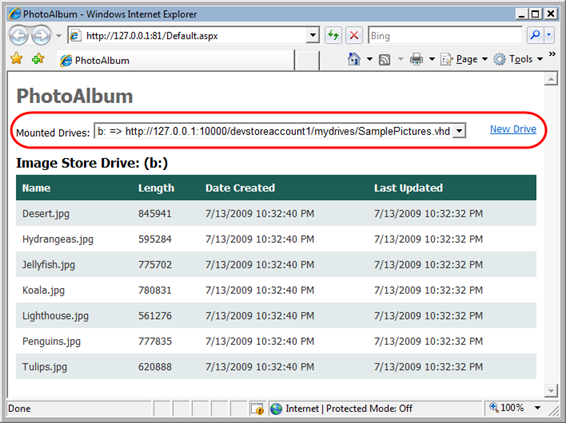 PhotoAlbum - Windows Internet Explorer
http://127.0.0.1:81/Default.aspx
Bing
PhotoAlbum
Page
Tools
PhotoAlbum
Mounted Drives: b: => http://127.0.0.1:10000/devstoreaccount1/mydrives/SamplePictures.vhd New Drive
Image Store Drive: (b:)
Name Length Date Created Last Updated
Desert.jpg 845941 7/13/2009 10:32:40 PM 7/13/2009 10:32:32 PM
Hydrangeas.jpg 595284 7/13/2009 10:32:40 PM 7/13/2009 10:32:32 PM
Jellyfish.jpg 775702 7/13/2009 10:32:40 PM 7/13/2009 10:32:32 PM
Koala.jpg 780831 7/13/2009 10:32:40 PM 7/13/2009 10:32:32 PM
Lighthouse.jpg 561276 7/13/2009 10:32:40 PM 7/13/2009 10:32:32 PM
Penguins.jpg 777835 7/13/2009 10:32:40 PM 7/13/2009 10:32:32 PM
Tulips.jpg 620888 7/13/2009 10:32:40 PM 7/13/2009 10:32:32 PM
Done Internet | Protected Mode: Off 100%